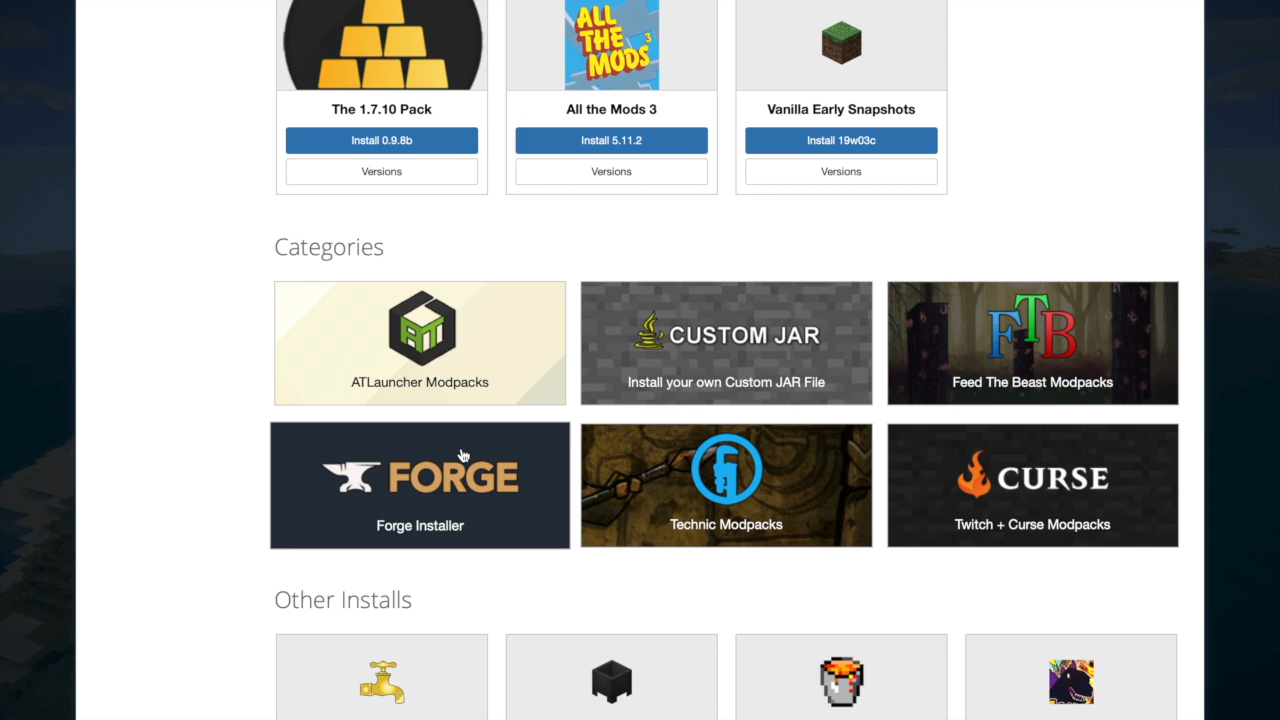 ALL
THE
MODS
3
The 1.7.10 Pack
All the Mods 3
Vanilla Early Snapshots
Install 0.9.8b
Install 5.11.2
Install 19w03c
Versions
Versions
Versions
Categories
AT
ATLauncher Modpacks
CUSTOM JAR
Install your own Custom JAR File
FTB
Feed The Beast Modpacks
FORGE
Forge Installer
Technic Modpacks
CURSE
Twitch + Curse Modpacks
Other Installs